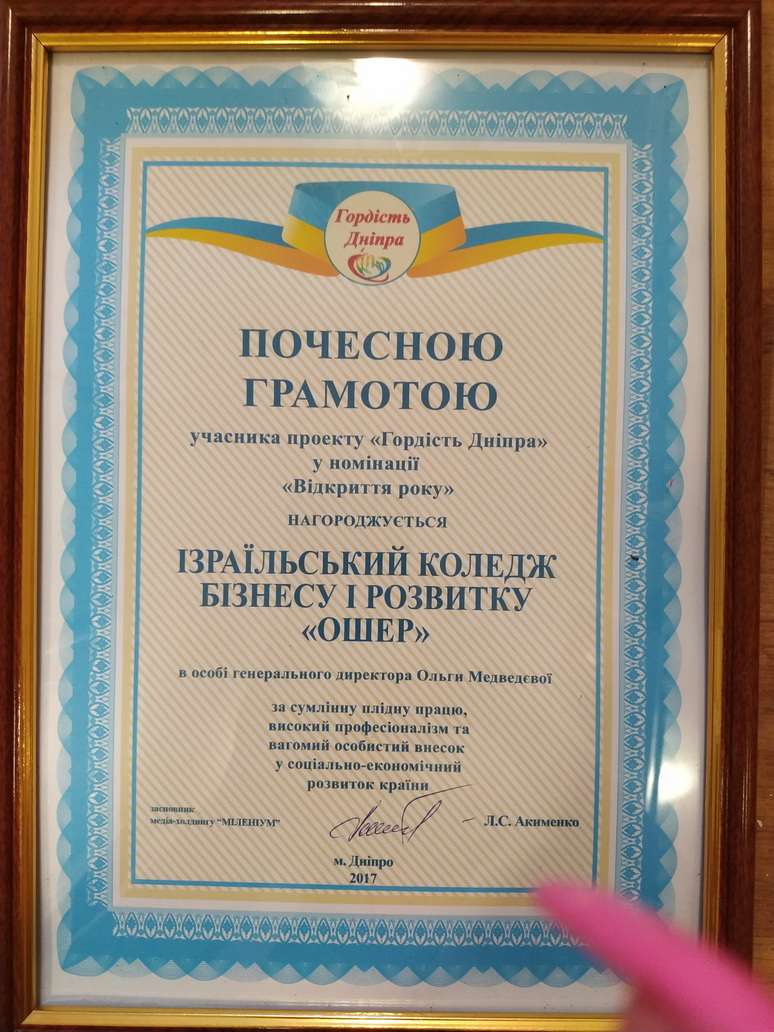 Гордість
Дніпра
ПОЧЕСНОЮ
ГРАМОТОЮ
учасника проекту «Гордість Дніпра»
у номінації
«Відкриття року»
НАГОРОДЖУЄТЬСЯ
ІЗРАЇЛЬСЬКИЙ КОЛЕДЖ
БІЗНЕСУ І РОЗВИТКУ
«ОШЕР»
в особі генерального директора Ольги Медведєвої
за сумлінну плідну працю,
високий професіоналізм та
вагомий особистий внесок
у соціально-економічний
розвиток країни
засновник
медіа-холдингу "МІЛЕНІУМ"
Л.С. Акименко
м. Дніпро
2017